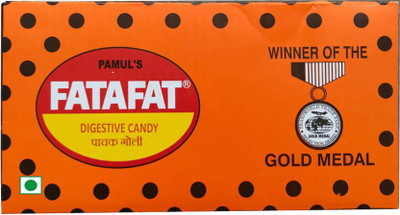 PAMUL'S
FATAFAT®
DIGESTIVE CANDY
पाचक गोली
WINNER OF THE
GOLD MEDAL
GOLD MEDAL